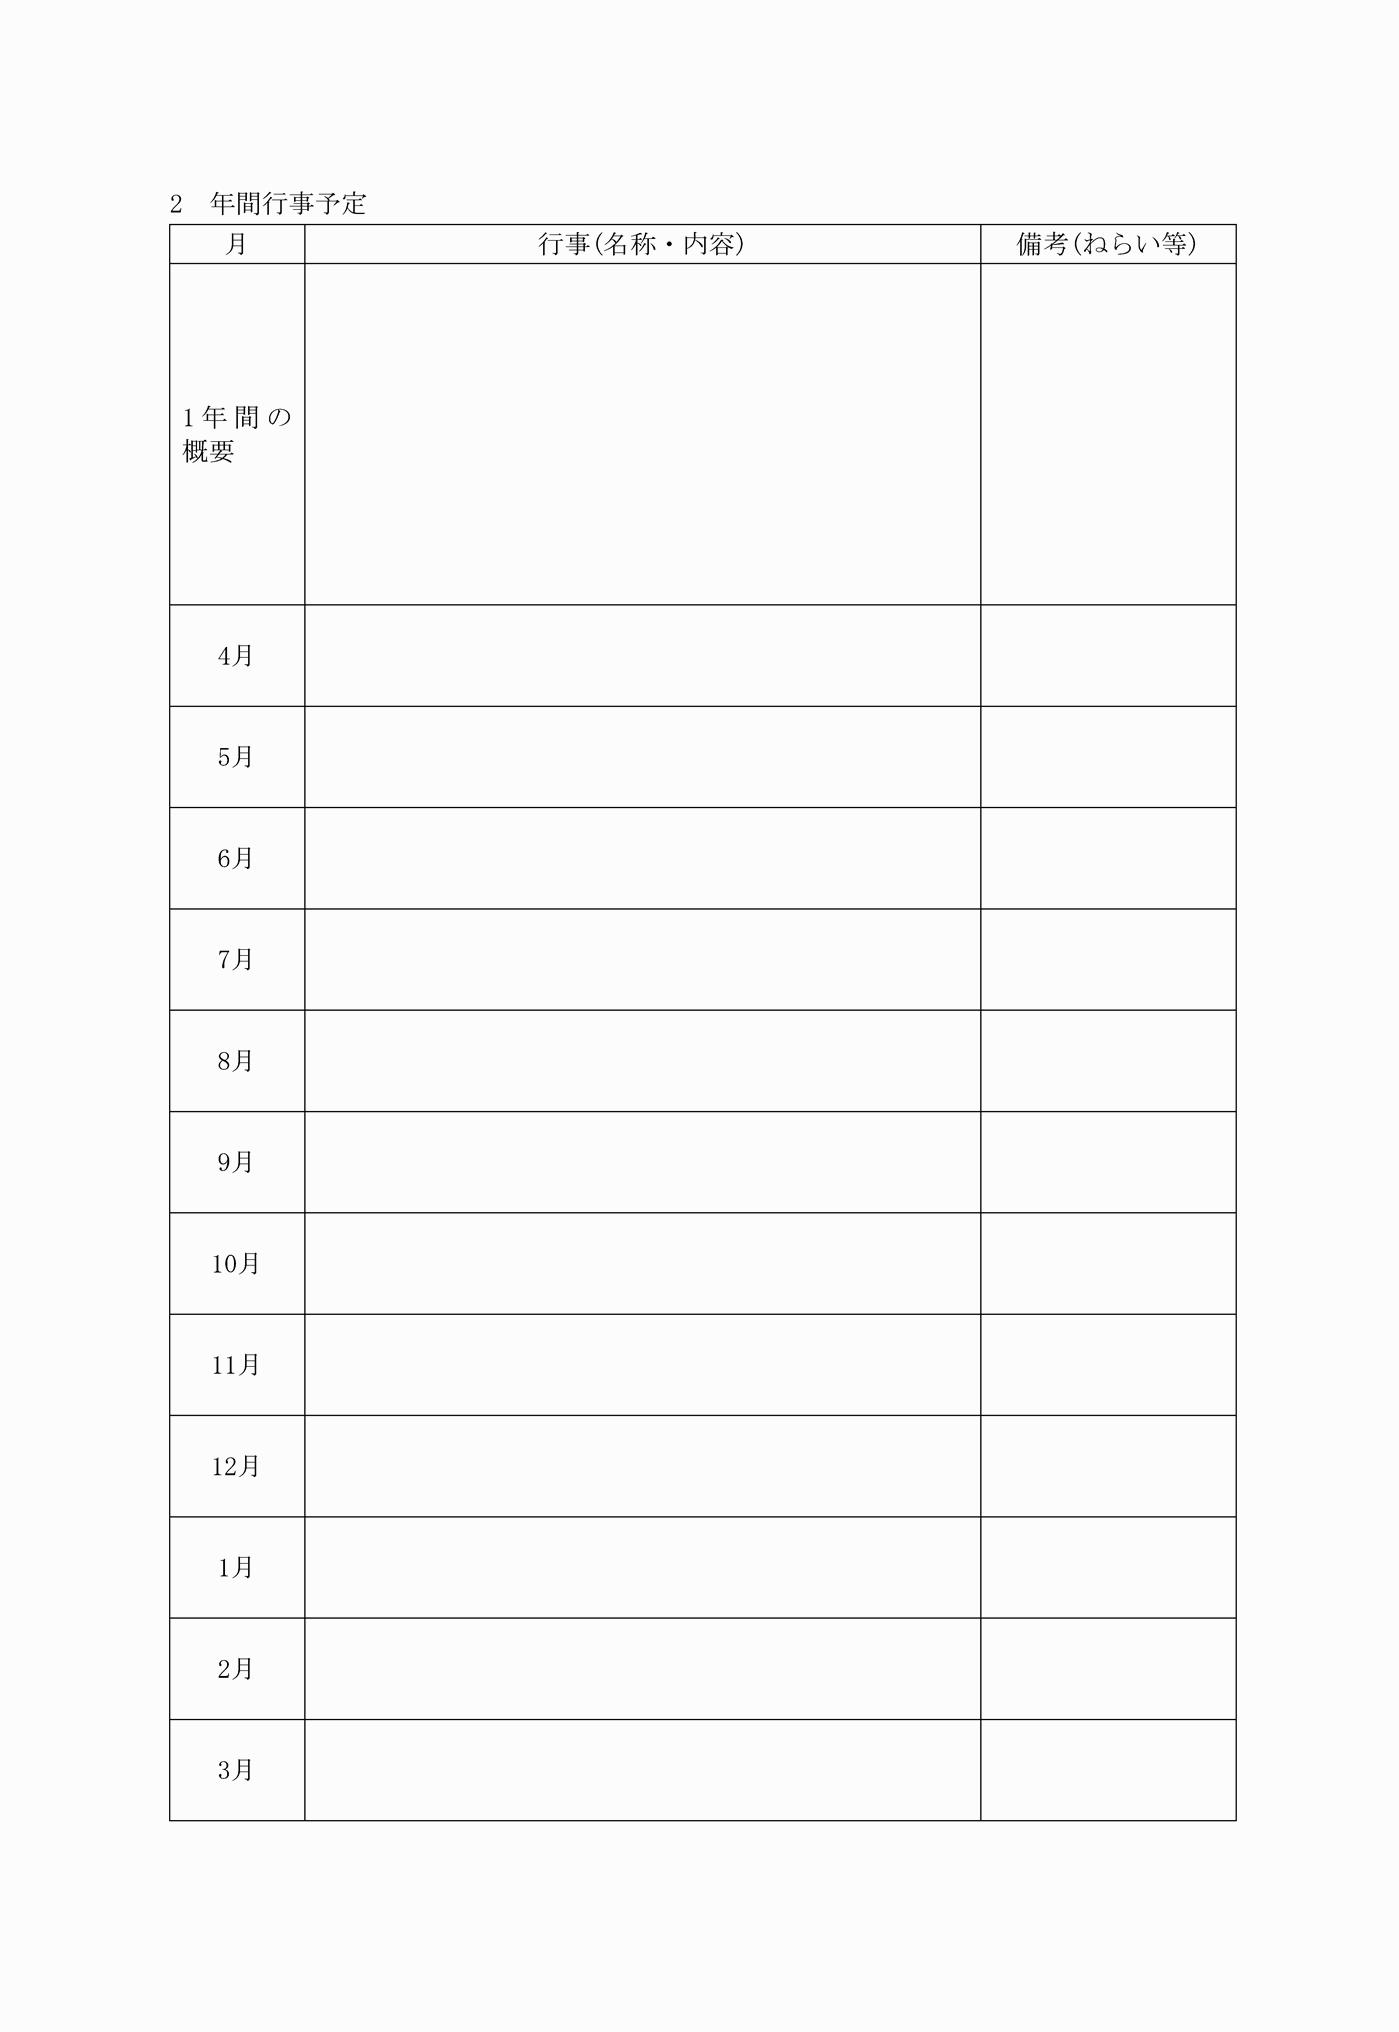 2　年間行事予定
月　行事(名称・内容)　備考(ねらい等)
1年間の
概要
4月
5月
6月
7月
8月
9月
10月
11月
12月
1月
2月
3月